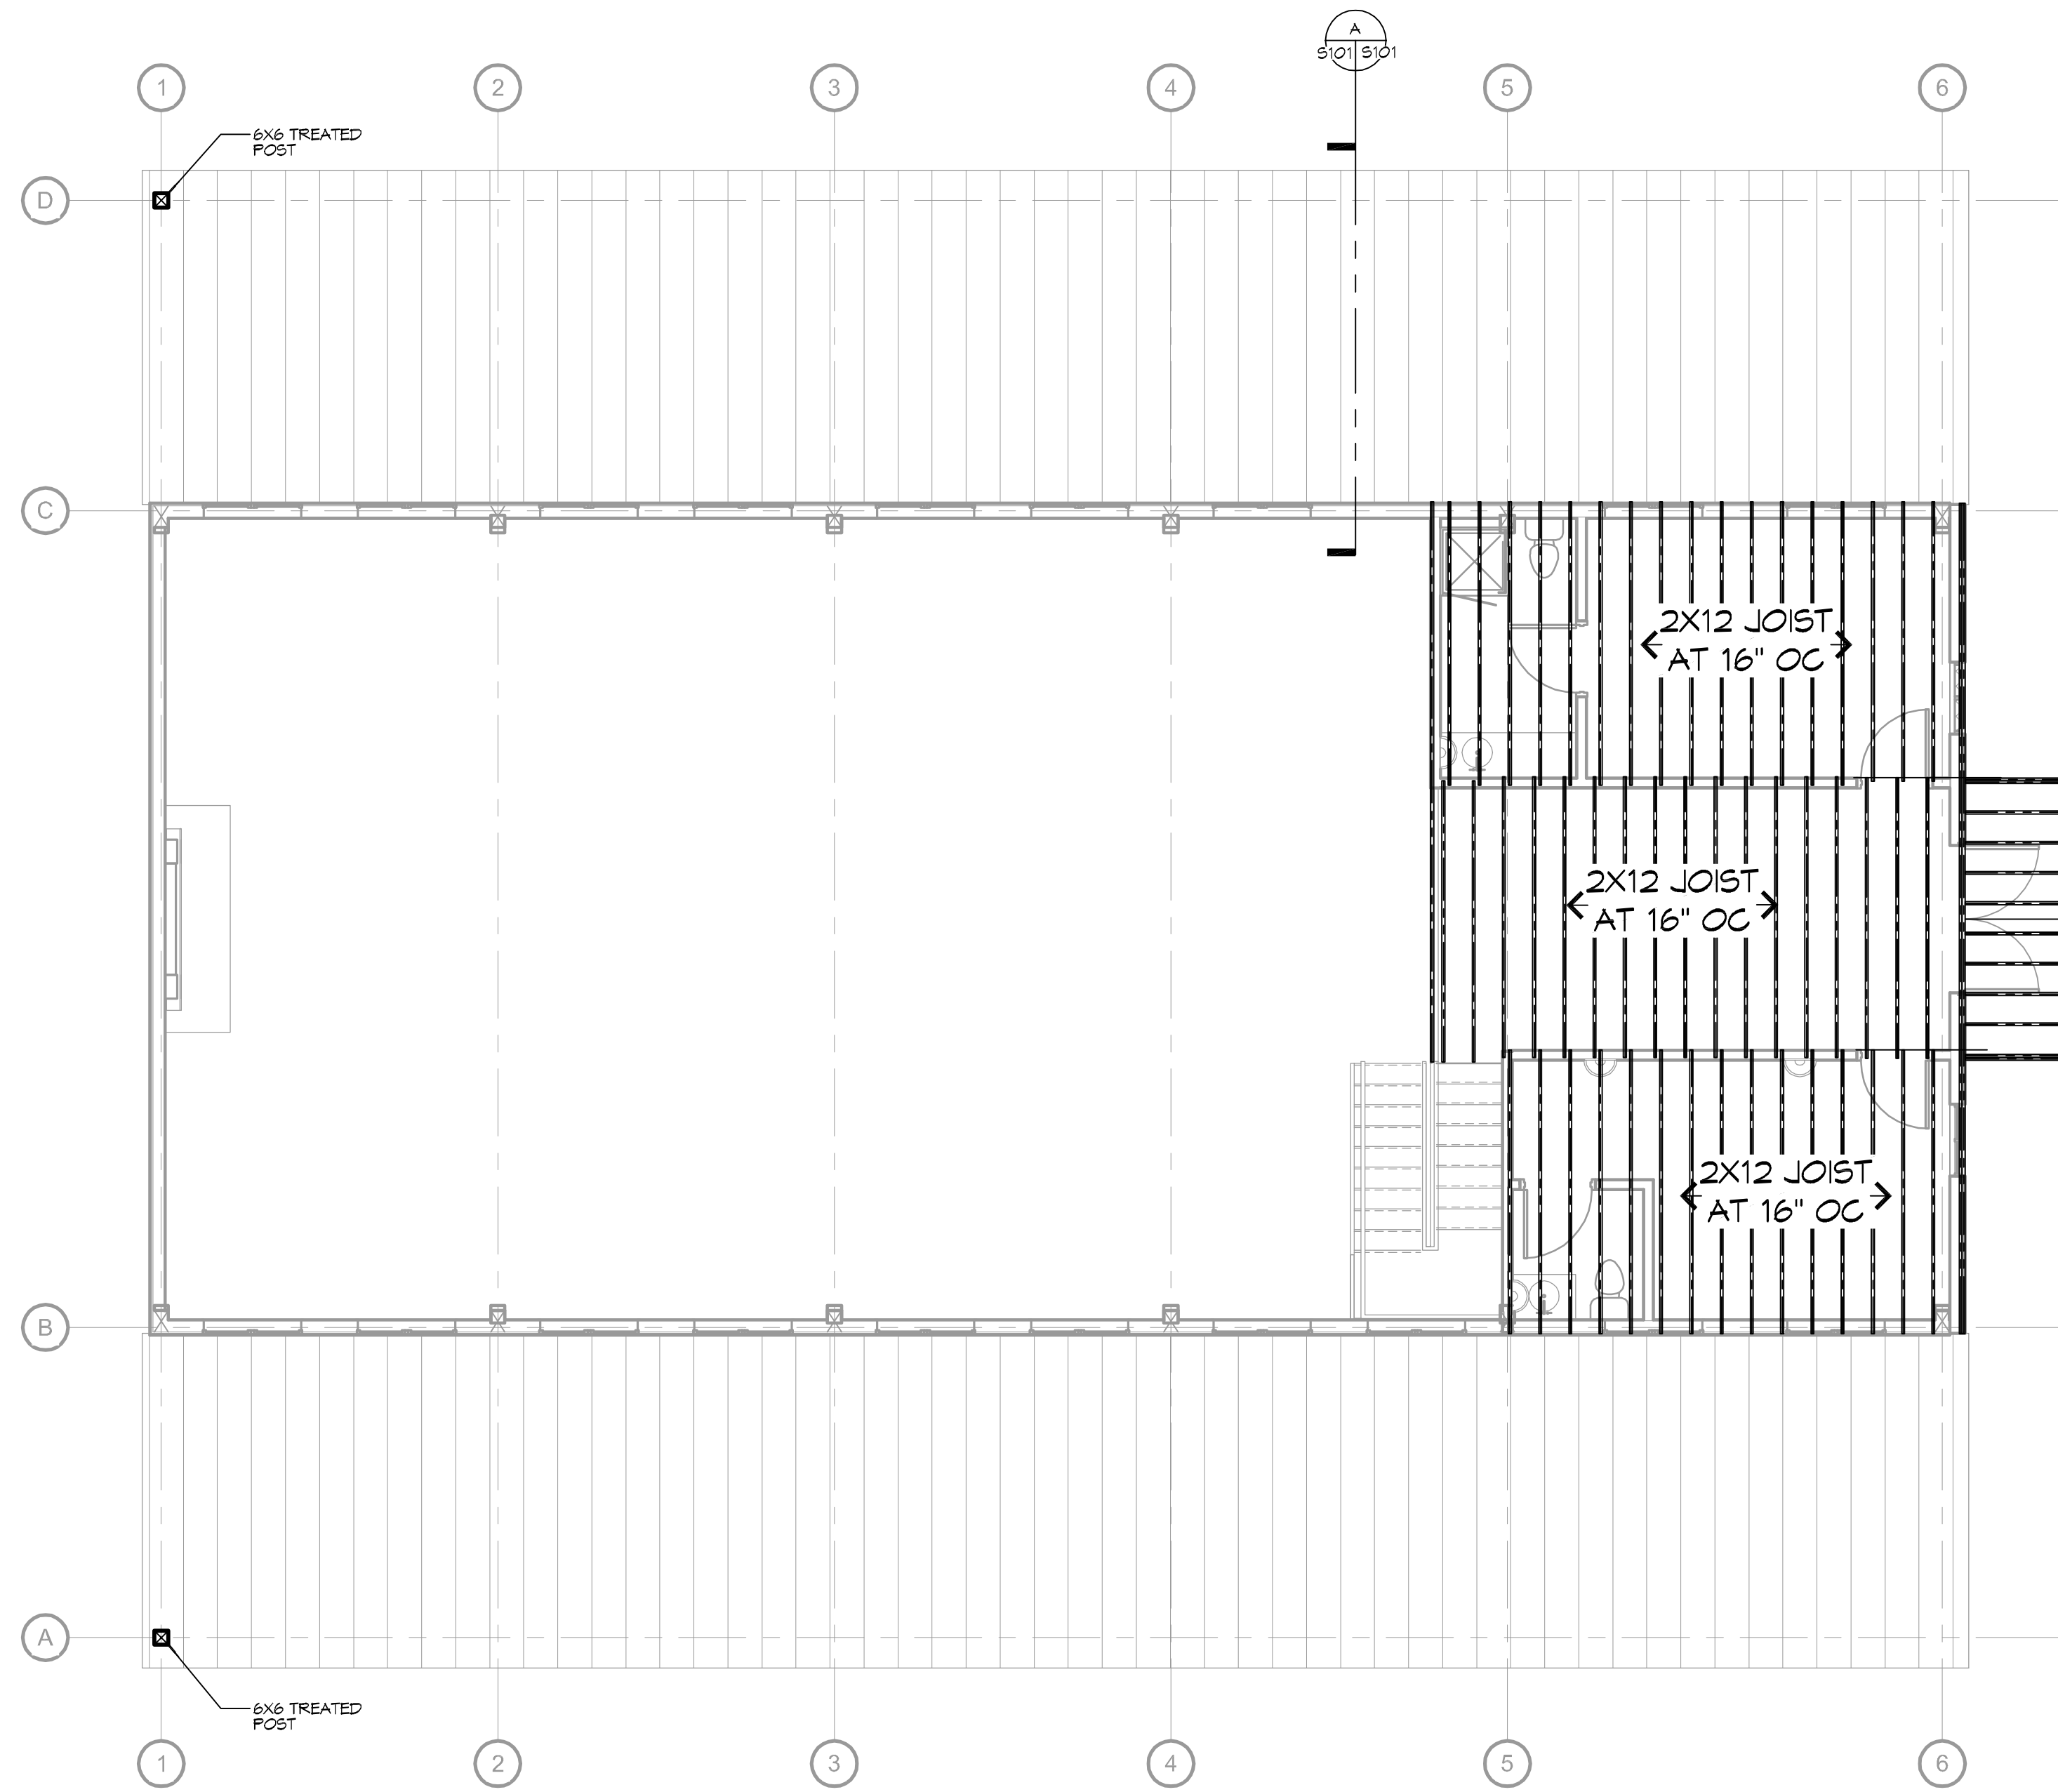 A
S101 S101
1 2 3 4 5 6
6X6 TREATED
POST
D
C
2X12 JOIST
AT 16" OC
2X12 JOIST
AT 16" OC
2X12 JOIST
AT 16" OC
B
A
6X6 TREATED
POST
1 2 3 4 5 6